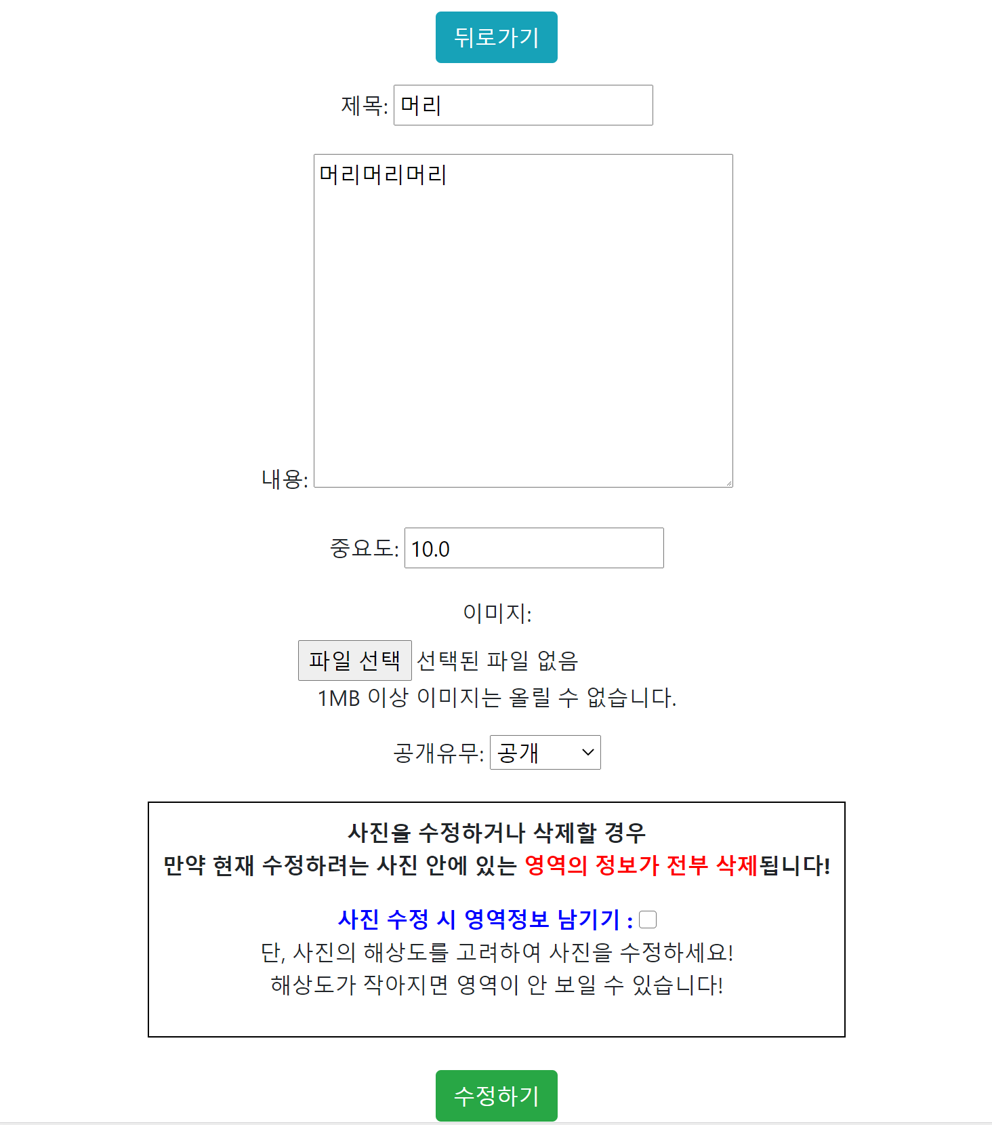 뒤로가기
제목: 머리
머리머리머리
내용:
중요도: 10.0
이미지:
파일 선택 선택된 파일 없음
1MB 이상 이미지는 올릴 수 없습니다.
공개유무: 공개
사진을 수정하거나 삭제할 경우
만약 현재 수정하려는 사진 안에 있는 영역의 정보가 전부 삭제됩니다!
사진 수정 시 영역정보 남기기 :
단, 사진의 해상도를 고려하여 사진을 수정하세요!
해상도가 작아지면 영역이 안 보일 수 있습니다!
수정하기